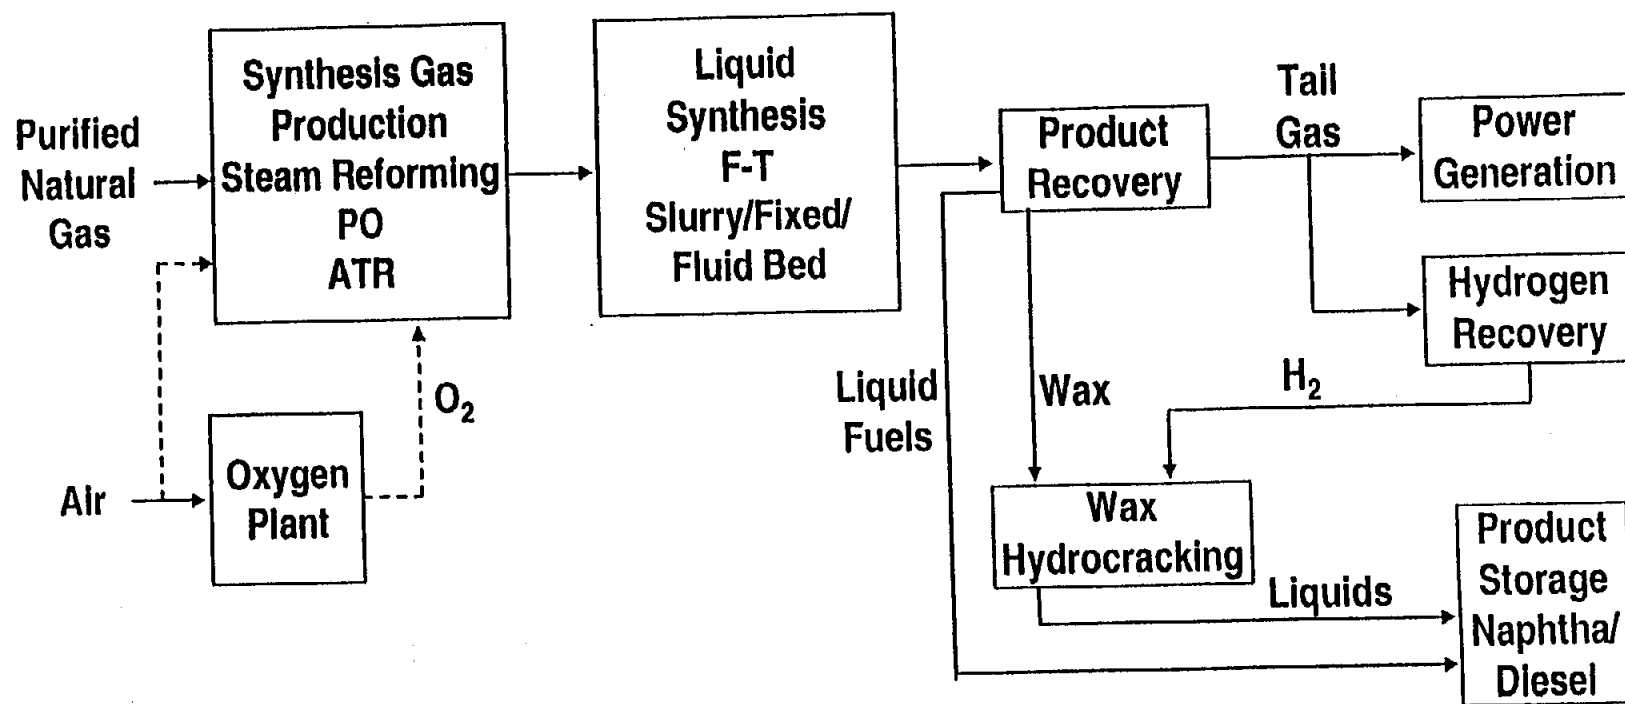 Purified
Natural
Gas
Synthesis Gas
Production
Steam Reforming
PO
ATR
Liquid
Synthesis
F-T
Slurry/Fixed/
Fluid Bed
Product
Recovery
Tail
Gas
Power
Generation
Hydrogen
Recovery
H₂
Wax
Liquid
Fuels
O₂
Air
Oxygen
Plant
Wax
Hydrocracking
Liquids
Product
Storage
Naphtha/
Diesel